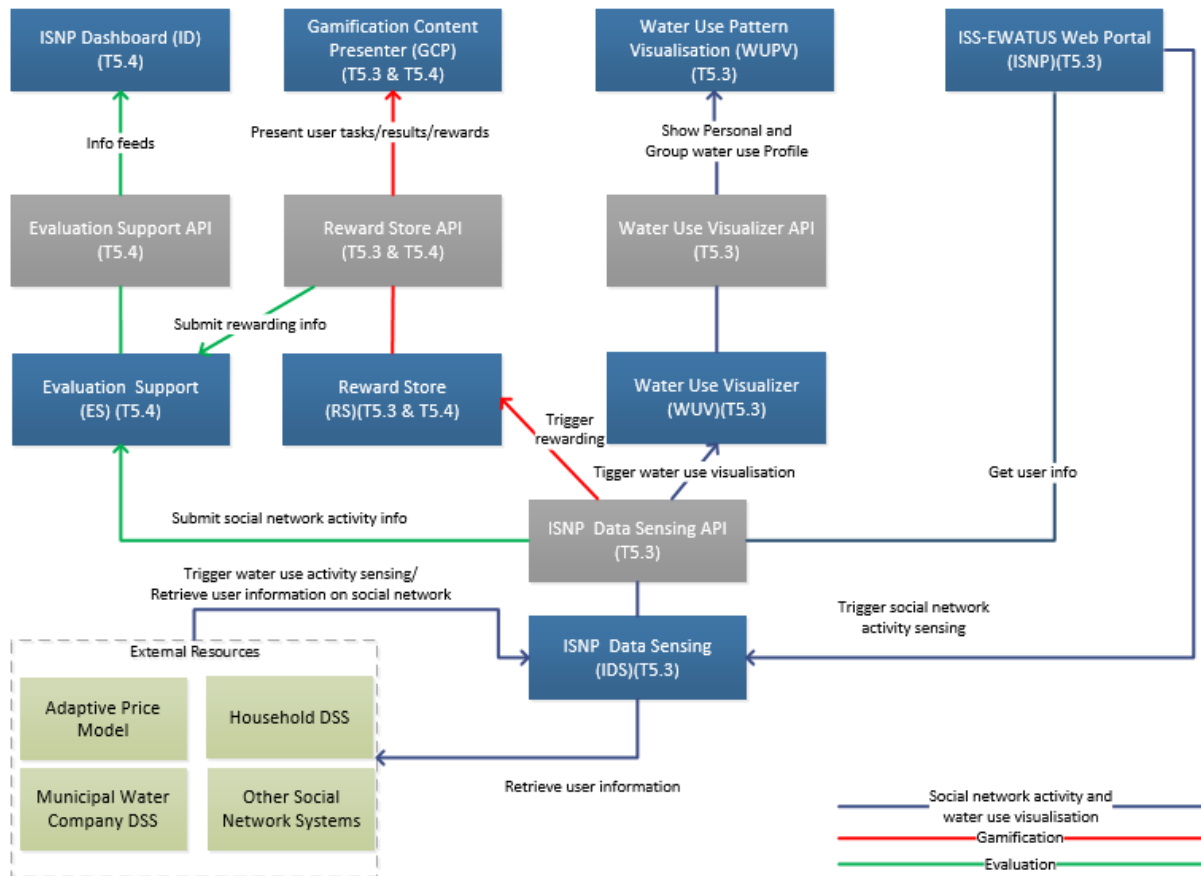 ISNP Dashboard (ID)
(T5.4)
Gamification Content
Presenter (GCP)
(T5.3 & T5.4)
Water Use Pattern
Visualisation (WUPV)
(T5.3)
ISS-EWATUS Web Portal
(ISNP)(T5.3)
Info feeds
Present user tasks/results/rewards
Show Personal and
Group water use Profile
Evaluation Support API
(T5.4)
Reward Store API
(T5.3 & T5.4)
Water Use Visualizer API
(T5.3)
Submit rewarding info
Evaluation Support
(ES) (T5.4)
Reward Store
(RS)(T5.3 & T5.4)
Water Use Visualizer
(WUV)(T5.3)
Trigger
rewarding
Tigger water use visualisation
Get user info
Submit social network activity info
ISNP Data Sensing API
(T5.3)
Trigger water use activity sensing/
Retrieve user information on social network
Trigger social network
activity sensing
ISNP Data Sensing
(IDS)(T5.3)
External Resources
Adaptive Price
Model
Household DSS
Municipal Water
Company DSS
Other Social
Network Systems
Retrieve user information
Social network activity and
water use visualisation
Gamification
Evaluation